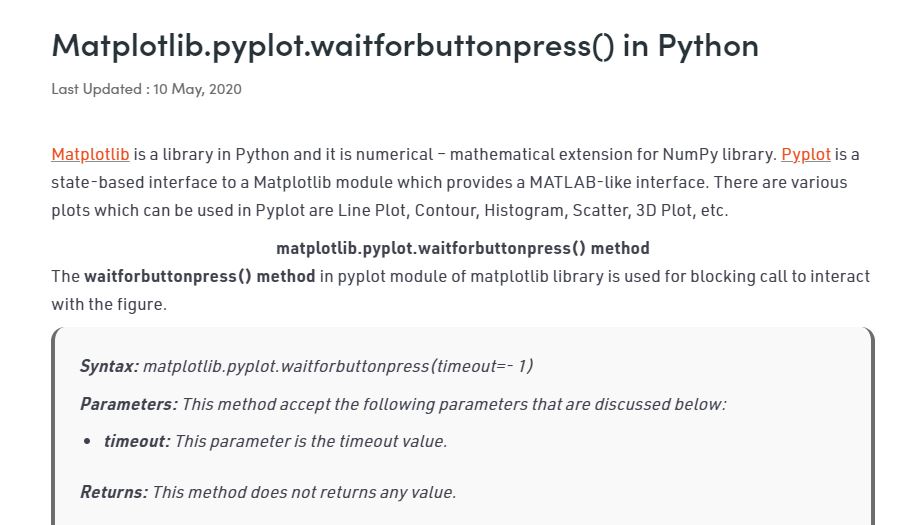 Matplotlib.pyplot.waitforbuttonpress() in Python
Last Updated : 10 May, 2020
Matplotlib is a library in Python and it is numerical – mathematical extension for NumPy library. Pyplot is a
state-based interface to a Matplotlib module which provides a MATLAB-like interface. There are various
plots which can be used in Pyplot are Line Plot, Contour, Histogram, Scatter, 3D Plot, etc.
matplotlib.pyplot.waitforbuttonpress() method
The waitforbuttonpress() method in pyplot module of matplotlib library is used for blocking call to interact
with the figure.
Syntax: matplotlib.pyplot.waitforbuttonpress(timeout=- 1)
Parameters: This method accept the following parameters that are discussed below:
• timeout: This parameter is the timeout value.
Returns: This method does not returns any value.